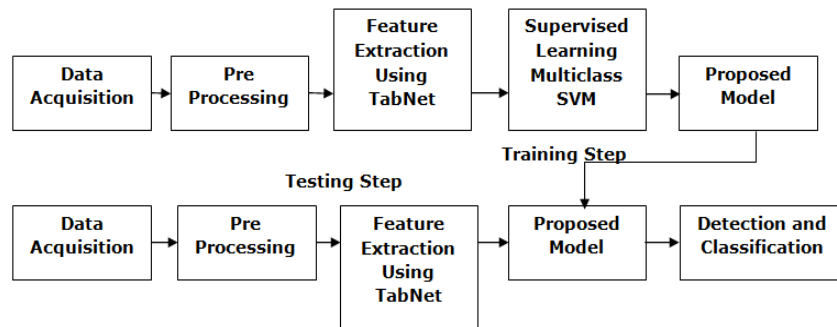 Data
Acquisition
Pre
Processing
Feature
Extraction
Using
TabNet
Supervised
Learning
Multiclass
SVM
Proposed
Model
Training Step
Testing Step
Data
Acquisition
Pre
Processing
Feature
Extraction
Using
TabNet
Proposed
Model
Detection and
Classification